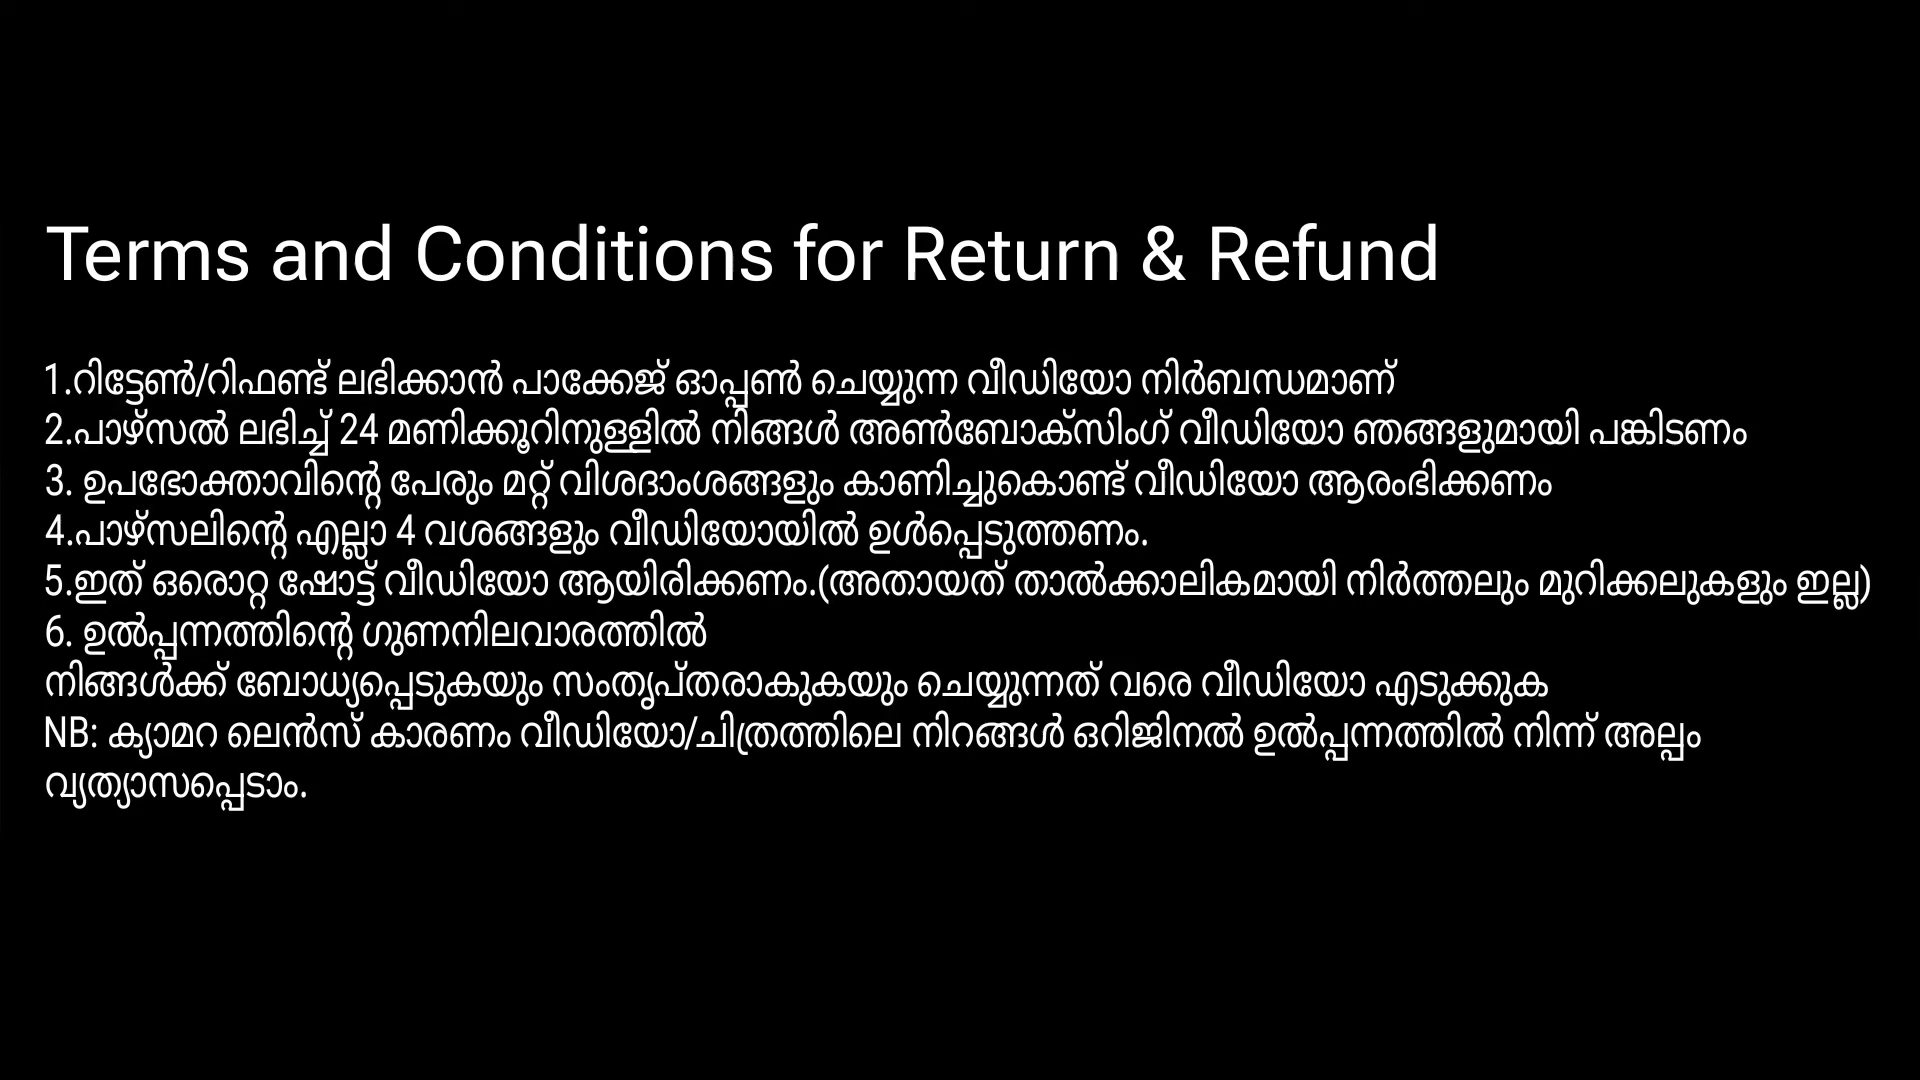 Terms and Conditions for Return & Refund
1.റിട്ടേൺ/റിഫണ്ട് ലഭിക്കാൻ പാക്കേജ് ഓപ്പൺ ചെയ്യുന്ന വീഡിയോ നിർബന്ധമാണ്
2.പാഴ്സൽ ലഭിച്ച് 24 മണിക്കൂറിനുള്ളിൽ നിങ്ങൾ അൺബോക്സിംഗ് വീഡിയോ ഞങ്ങളുമായി പങ്കിടണം
3. ഉപഭോക്താവിന്റെ പേരും മറ്റ് വിശദാംശങ്ങളും കാണിച്ചുകൊണ്ട് വീഡിയോ ആരംഭിക്കണം
4.പാഴ്സലിന്റെ എല്ലാ 4 വശങ്ങളും വീഡിയോയിൽ ഉൾപ്പെടുത്തണം.
5.ഇത് ഒരൊറ്റ ഷോട്ട് വീഡിയോ ആയിരിക്കണം.(അതായത് താൽക്കാലികമായി നിർത്തലും മുറിക്കലുകളും ഇല്ല)
6. ഉൽപ്പന്നത്തിന്റെ ഗുണനിലവാരത്തിൽ
നിങ്ങൾക്ക് ബോധ്യപ്പെടുകയും സംതൃപ്തരാകുകയും ചെയ്യുന്നത് വരെ വീഡിയോ എടുക്കുക
NB: ക്യാമറ ലെൻസ് കാരണം വീഡിയോ/ചിത്രത്തിലെ നിറങ്ങൾ ഒറിജിനൽ ഉൽപ്പന്നത്തിൽ നിന്ന് അല്പം
വ്യത്യാസപ്പെടാം.